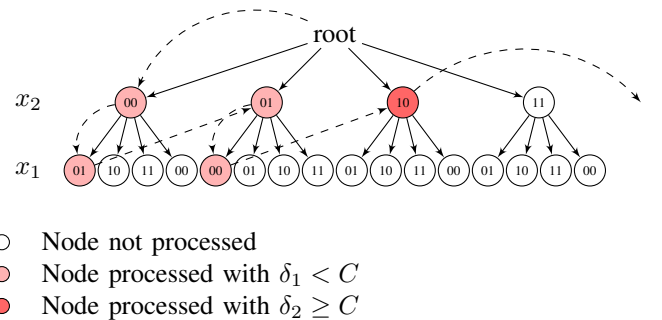 root
x₂ 00 01 10 11
x₁ 01 10 11 00 00 01 10 11 01 10 11 00 01 10 11 00
Node not processed
Node processed with δ₁ < C
Node processed with δ₂ ≥ C